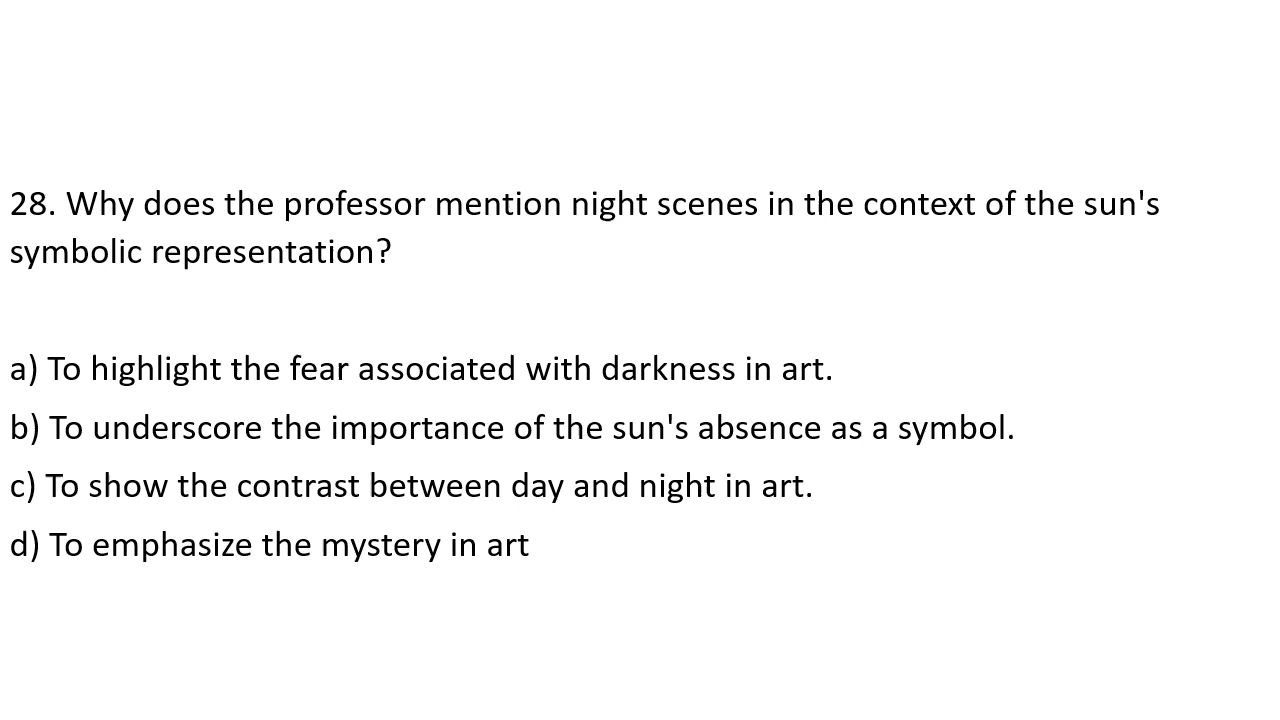 28. Why does the professor mention night scenes in the context of the sun's
symbolic representation?
a) To highlight the fear associated with darkness in art.
b) To underscore the importance of the sun's absence as a symbol.
c) To show the contrast between day and night in art.
d) To emphasize the mystery in art